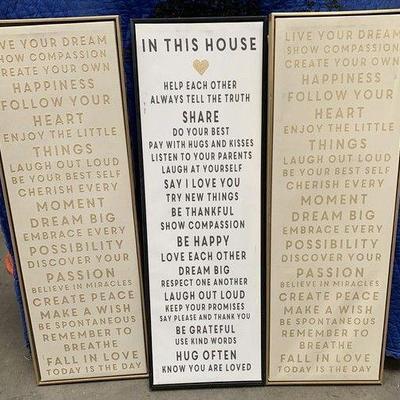 VE YOUR DREAM
SHOW COMPASSION
CREATE YOUR OWN
HAPPINESS
FOLLOW YOUR
HEART
ENJOY THE LITTLE
THINGS
LAUGH OUT LOUD
BE YOUR BEST SELF
CHERISH EVERY
MOMENT
DREAM BIG
EMBRACE EVERY
POSSIBILITY
DISCOVER YOUR
PASSION
BELIEVE IN MIRACLES
CREATE PEACE
MAKE A WISH
BE SPONTANEOUS
REMEMBER TO
BREATHE
FALL IN LOVE
TODAY IS THE DAY
IN THIS HOUSE
HELP EACH OTHER
ALWAYS TELL THE TRUTH
SHARE
DO YOUR BEST
PAY WITH HUGS AND KISSES
LISTEN TO YOUR PARENTS
LAUGH AT YOURSELF
SAY I LOVE YOU
TRY NEW THINGS
BE THANKFUL
SHOW COMPASSION
BE HAPPY
LOVE EACH OTHER
DREAM BIG
RESPECT ONE ANOTHER
LAUGH OUT LOUD
KEEP YOUR PROMISES
SAY PLEASE AND THANK YOU
BE GRATEFUL
USE KIND WORDS
HUG OFTEN
KNOW YOU ARE LOVED
LIVE YOUR DREAM
SHOW COMPASSION
CREATE YOUR OWN
HAPPINESS
FOLLOW YOUR
HEART
ENJOY THE LITTLE
THINGS
LAUGH OUT LOUD
BE YOUR BEST SELF
CHERISH EVERY
MOMENT
DREAM BIG
EMBRACE EVERY
POSSIBILITY
DISCOVER YOUR
PASSION
BELIEVE IN MIRACLES
CREATE PEACE
MAKE A WISH
BE SPONTANEOUS
REMEMBER TO
BREATHE
FALL IN LOVE
TODAY IS THE DAY